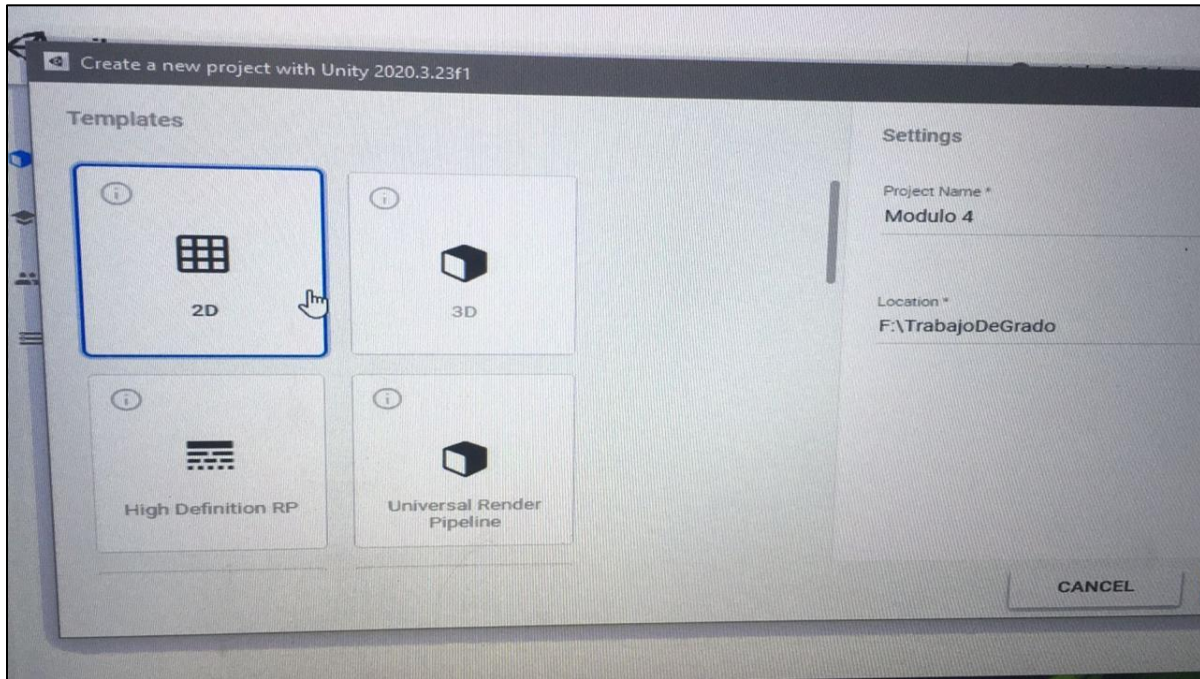 Create a new project with Unity 2020.3.23f1
Templates
2D
3D
High Definition RP
Universal Render
Pipeline
Settings
Project Name *
Modulo 4
Location *
F:\TrabajoDeGrado
CANCEL